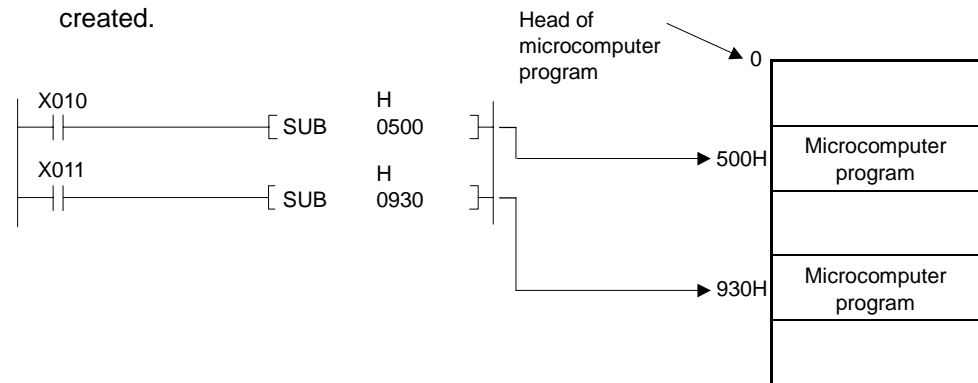 created.
Head of
microcomputer
program
0
X010
H
[ SUB 0500 ]
500H
Microcomputer
program
X011
H
[ SUB 0930 ]
930H
Microcomputer
program